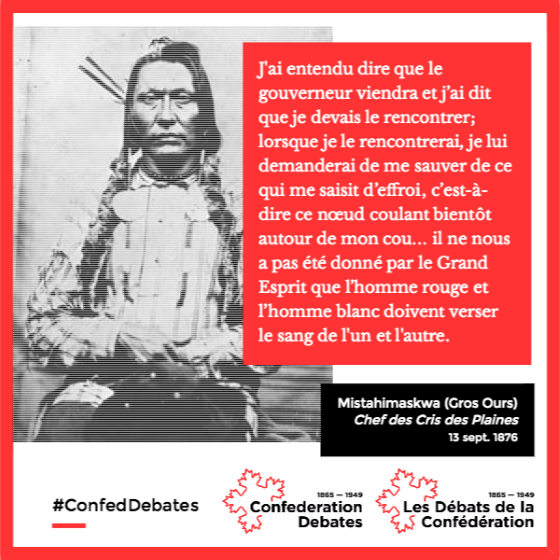 J'ai entendu dire que le
gouverneur viendra et j’ai dit
que je devais le rencontrer;
lorsque je le rencontrerai, je lui
demanderai de me sauver de ce
qui me saisit d’effroi, c’est-à-
dire ce nœud coulant bientôt
autour de mon cou... il ne nous
a pas été donné par le Grand
Esprit que l’homme rouge et
l’homme blanc doivent verser
le sang de l'un et l'autre.
Mistahimaskwa (Gros Ours)
Chef des Cris des Plaines
13 sept. 1876
#ConfedDebates
1865 — 1949
Confederation
Debates
1865 — 1949
Les Débats de la
Confédération